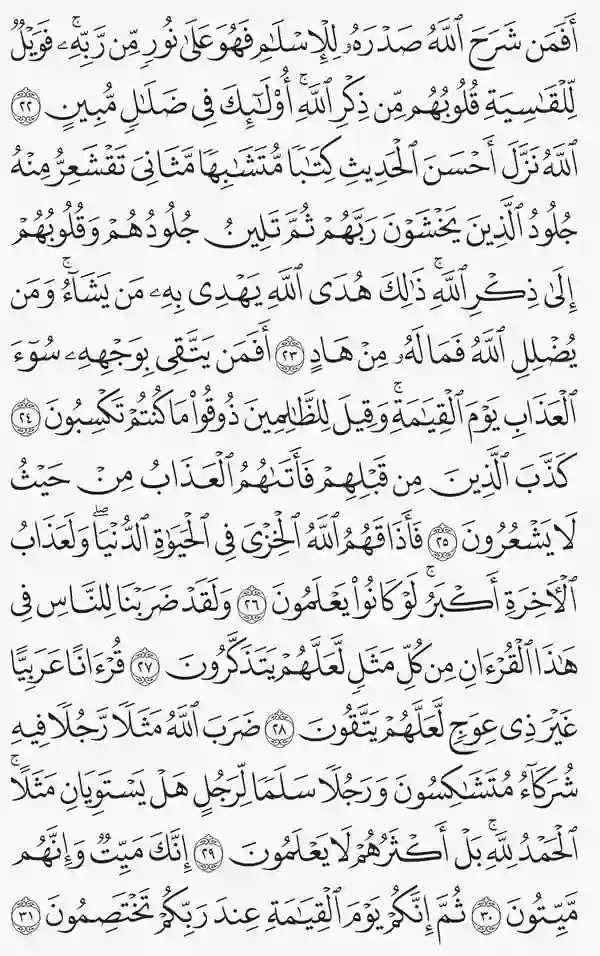 أَفَمَن شَرَحَ ٱللَّهُ صَدْرَهُۥ لِلْإِسْلَٰمِ فَهُوَ عَلَىٰ نُورٍ مِّن رَّبِّهِۦۚ فَوَيْلٌ
لِّلْقَٰسِيَةِ قُلُوبُهُم مِّن ذِكْرِ ٱللَّهِۚ أُو۟لَٰٓئِكَ فِى ضَلَٰلٍ مُّبِينٍ ٢٢
ٱللَّهُ نَزَّلَ أَحْسَنَ ٱلْحَدِيثِ كِتَٰبًا مُّتَشَٰبِهًا مَّثَانِىَ تَقْشَعِرُّ مِنْهُ
جُلُودُ ٱلَّذِينَ يَخْشَوْنَ رَبَّهُمْ ثُمَّ تَلِينُ جُلُودُهُمْ وَقُلُوبُهُمْ
إِلَىٰ ذِكْرِ ٱللَّهِۚ ذَٰلِكَ هُدَى ٱللَّهِ يَهْدِى بِهِۦ مَن يَشَآءُۚ وَمَن
يُضْلِلِ ٱللَّهُ فَمَا لَهُۥ مِنْ هَادٍ ٢٣ أَفَمَن يَتَّقِى بِوَجْهِهِۦ سُوٓءَ
ٱلْعَذَابِ يَوْمَ ٱلْقِيَٰمَةِۚ وَقِيلَ لِلظَّٰلِمِينَ ذُوقُوا۟ مَا كُنتُمْ تَكْسِبُونَ ٢٤
كَذَّبَ ٱلَّذِينَ مِن قَبْلِهِمْ فَأَتَىٰهُمُ ٱلْعَذَابُ مِنْ حَيْثُ
لَا يَشْعُرُونَ ٢٥ فَأَذَاقَهُمُ ٱللَّهُ ٱلْخِزْىَ فِى ٱلْحَيَوٰةِ ٱلدُّنْيَاۖ وَلَعَذَابُ
ٱلْءَاخِرَةِ أَكْبَرُۚ لَوْ كَانُوا۟ يَعْلَمُونَ ٢٦ وَلَقَدْ ضَرَبْنَا لِلنَّاسِ فِى
هَٰذَا ٱلْقُرْءَانِ مِن كُلِّ مَثَلٍ لَّعَلَّهُمْ يَتَذَكَّرُونَ ٢٧ قُرْءَانًا عَرَبِيًّا
غَيْرَ ذِى عِوَجٍ لَّعَلَّهُمْ يَتَّقُونَ ٢٨ ضَرَبَ ٱللَّهُ مَثَلًا رَّجُلًا فِيهِ
شُرَكَآءُ مُتَشَٰكِسُونَ وَرَجُلًا سَلَمًا لِّرَجُلٍ هَلْ يَسْتَوِيَانِ مَثَلًاۚ
ٱلْحَمْدُ لِلَّهِۚ بَلْ أَكْثَرُهُمْ لَا يَعْلَمُونَ ٢٩ إِنَّكَ مَيِّتٌ وَإِنَّهُم
مَّيِّتُونَ ٣٠ ثُمَّ إِنَّكُمْ يَوْمَ ٱلْقِيَٰمَةِ عِندَ رَبِّكُمْ تَخْتَصِمُونَ ٣١